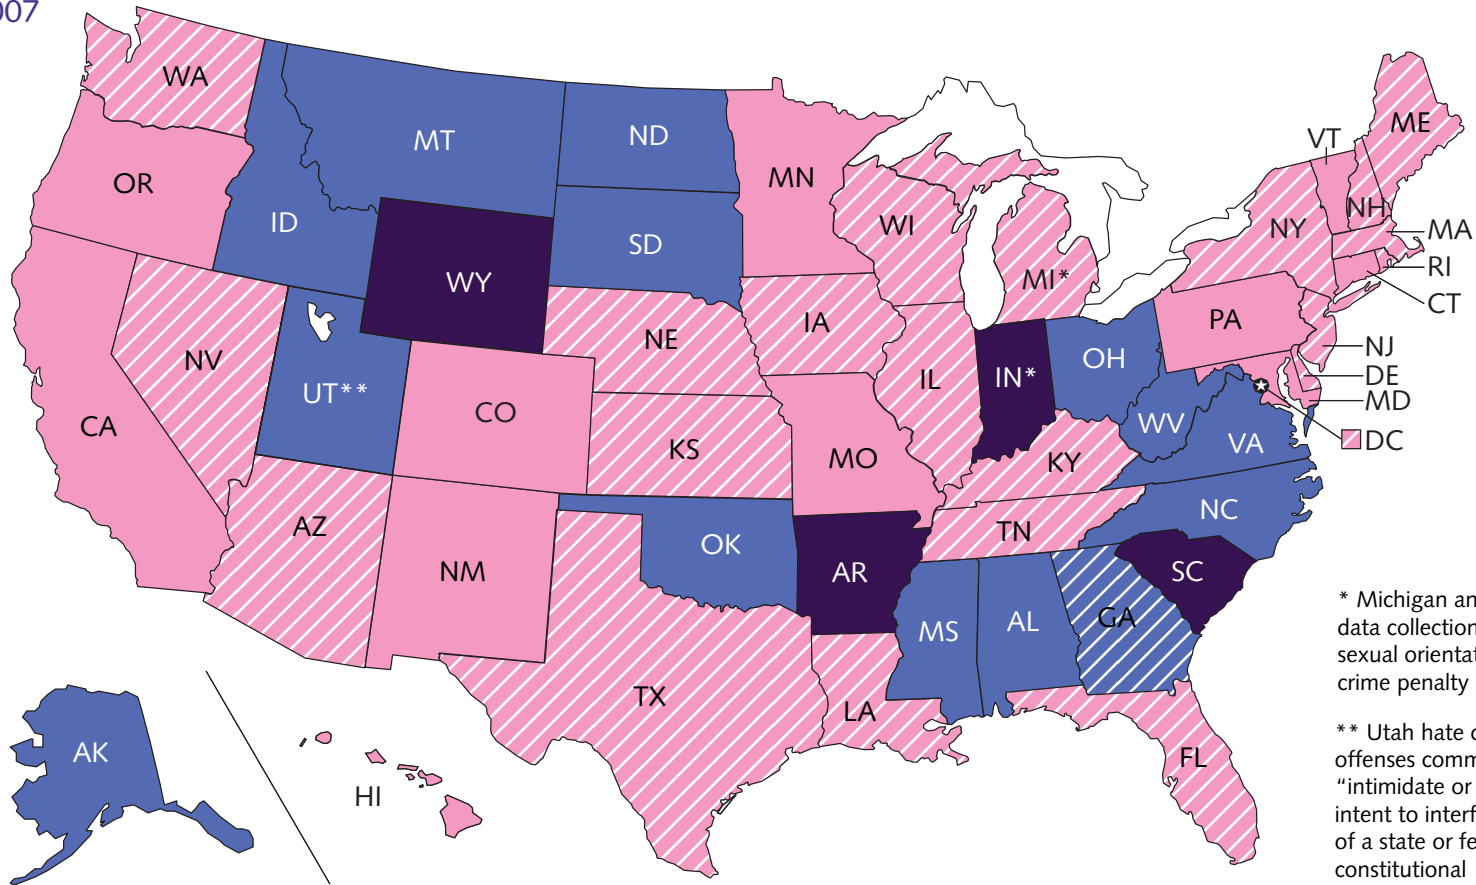 007
WA
MT
ND
MN
VT
ME
OR
ID
SD
WI
NH
NY
MA
MI*
RI
WY
CT
NV
NE
IA
PA
NJ
UT**
IL
IN*
OH
DE
MD
CA
CO
KS
MO
KY
WV
VA
DC
AZ
NM
OK
AR
TN
NC
SC
MS
AL
GA
TX
LA
FL
AK
HI
* Michigan an
data collection
sexual orientat
crime penalty
** Utah hate c
offenses comm
“intimidate or
intent to interf
of a state or fe
constitutional